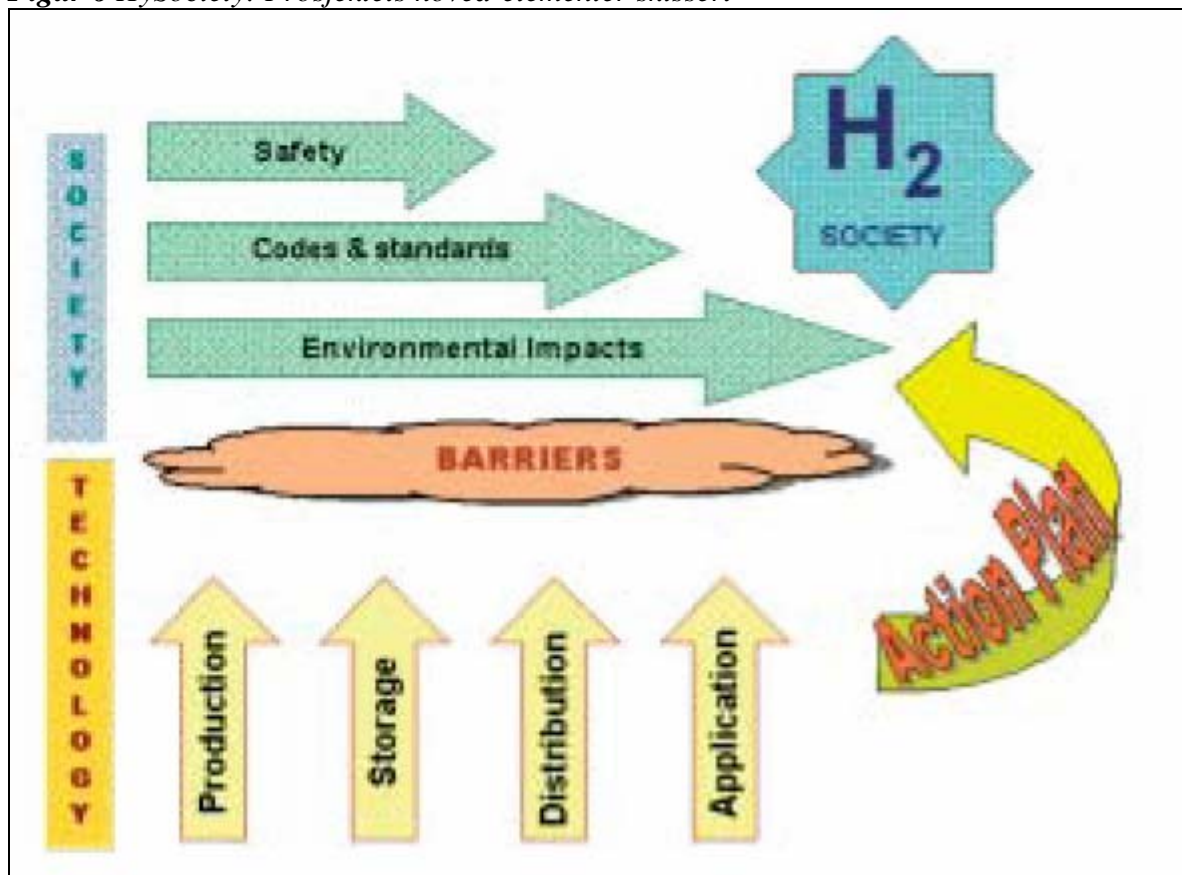 SOCIETY
Safety
Codes & standards
Environmental Impacts
H2
SOCIETY
BARRIERS
Action Plan
TECHNOLOGY
Production
Storage
Distribution
Application